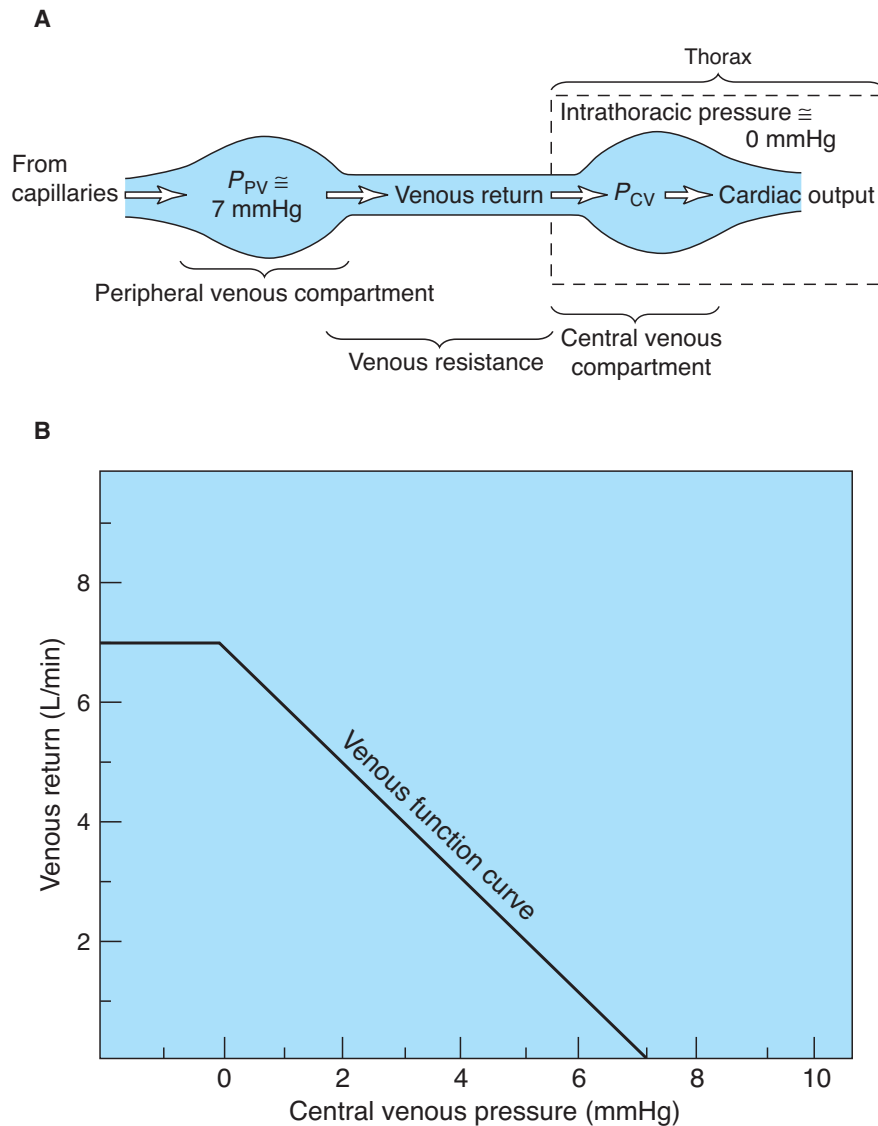 A
Thorax
Intrathoracic pressure ≅
0 mmHg
From
capillaries
P_PV ≅
7 mmHg
Venous return
P_CV
Cardiac output
Peripheral venous compartment
Venous resistance
Central venous
compartment
B
Venous return (L/min)
8
6
4
2
Venous function curve
0 2 4 6 8 10
Central venous pressure (mmHg)